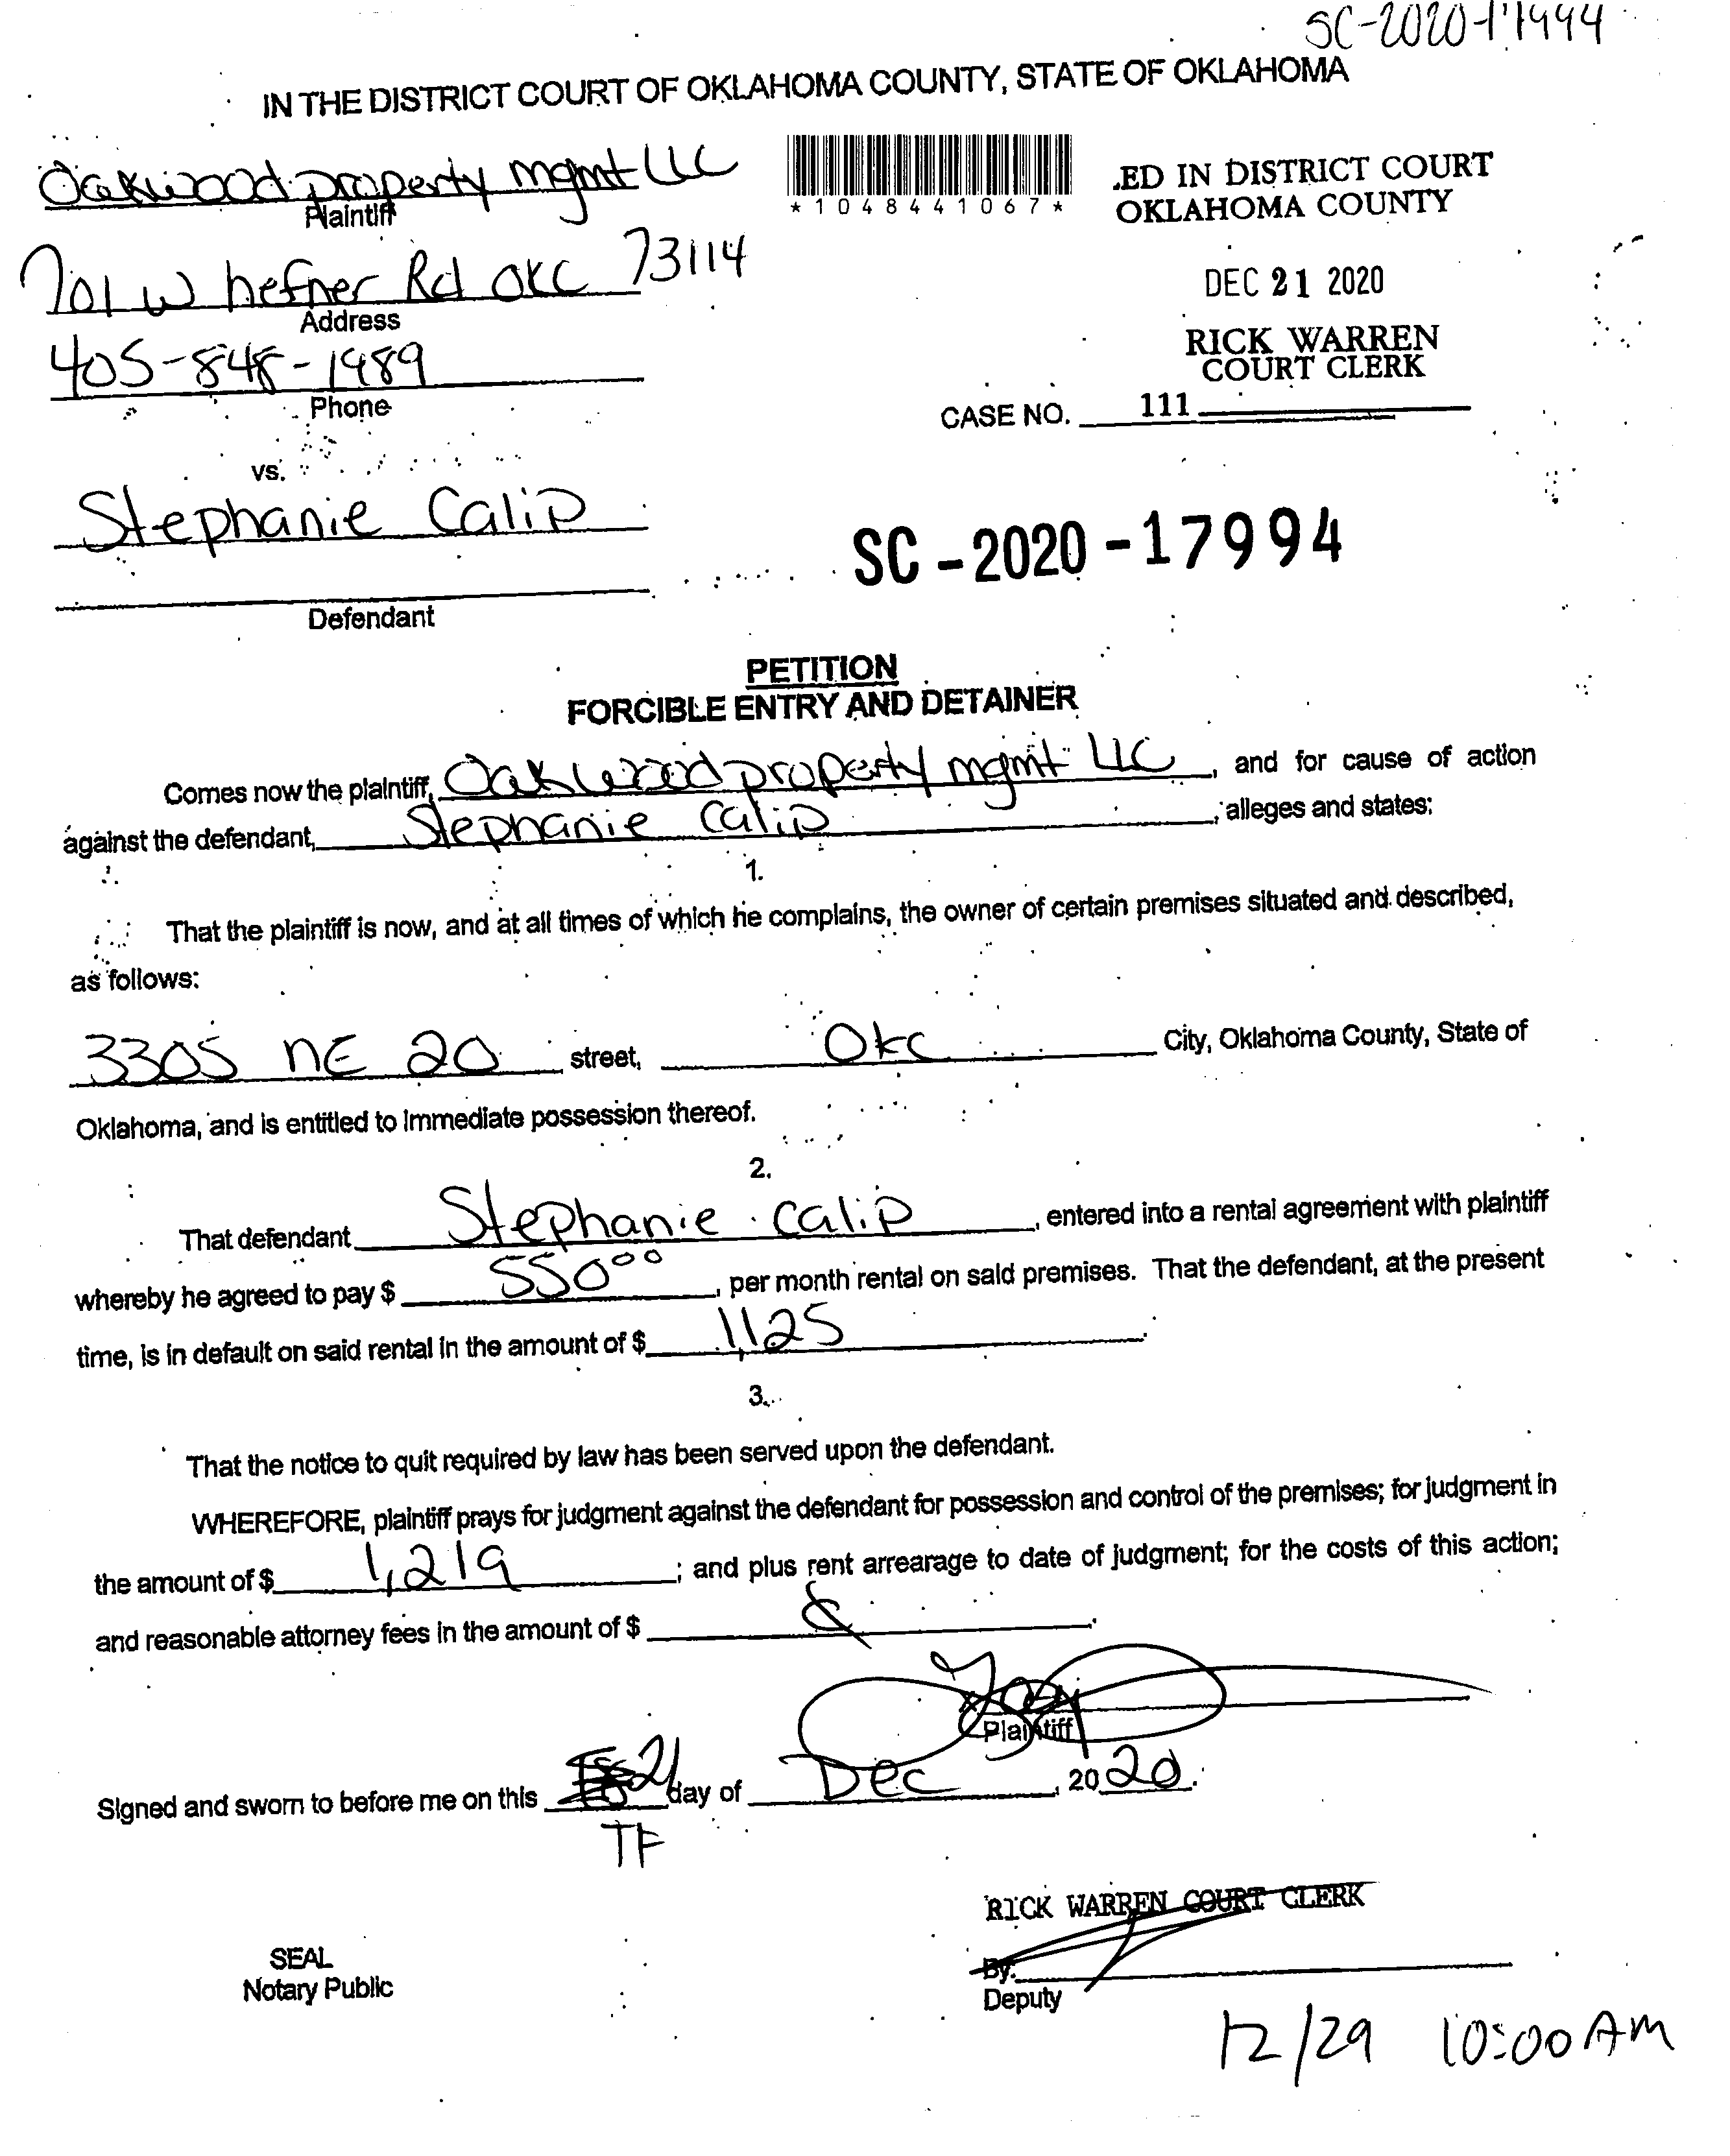 SC-2020-17994
IN THE DISTRICT COURT OF OKLAHOMA COUNTY, STATE OF OKLAHOMA
Oakwood property mgmt LLC
Plaintiff
*1048441067*
.ED IN DISTRICT COURT
OKLAHOMA COUNTY
701 W hefner Rd OKC 73114
Address
DEC 21 2020
405-848-1989
Phone
RICK WARREN
COURT CLERK
CASE NO. 111
vs.
Stephanie Calip
Defendant
SC-2020-17994
PETITION
FORCIBLE ENTRY AND DETAINER
Comes now the plaintiff, Oakwood property mgmt LLC, and for cause of action
against the defendant, Stephanie Calip, alleges and states:
1.
That the plaintiff is now, and at all times of which he complains, the owner of certain premises situated and described,
as follows:
3305 NE 20 street, OKC City, Oklahoma County, State of
Oklahoma, and is entitled to immediate possession thereof.
2.
That defendant Stephanie Calip, entered into a rental agreement with plaintiff
whereby he agreed to pay $ 550 00, per month rental on said premises. That the defendant, at the present
time, is in default on said rental in the amount of $ 1,125.
3.
That the notice to quit required by law has been served upon the defendant.
WHEREFORE, plaintiff prays for judgment against the defendant for possession and control of the premises; for judgment in
the amount of $ 1,219; and plus rent arrearage to date of judgment; for the costs of this action;
and reasonable attorney fees in the amount of $
Plaintiff
Signed and sworn to before me on this 21 day of Dec, 2020.
TF
RICK WARREN COURT CLERK
SEAL
Notary Public
By:
Deputy
12/29 10:00 AM